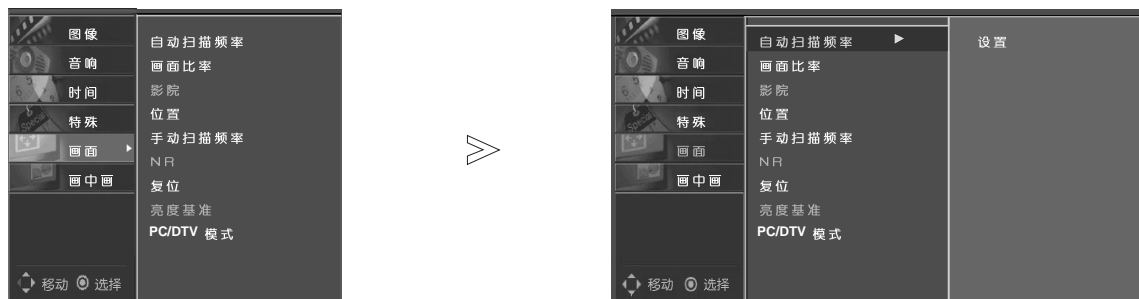 图像
音响
时间
特殊
画面
画中画
移动 选择
自动扫描频率
画面比率
影院
位置
手动扫描频率
NR
复位
亮度基准
PC/DTV 模式
图像
音响
时间
特殊
画面
画中画
移动 选择
自动扫描频率
画面比率
影院
位置
手动扫描频率
NR
复位
亮度基准
PC/DTV 模式
设置